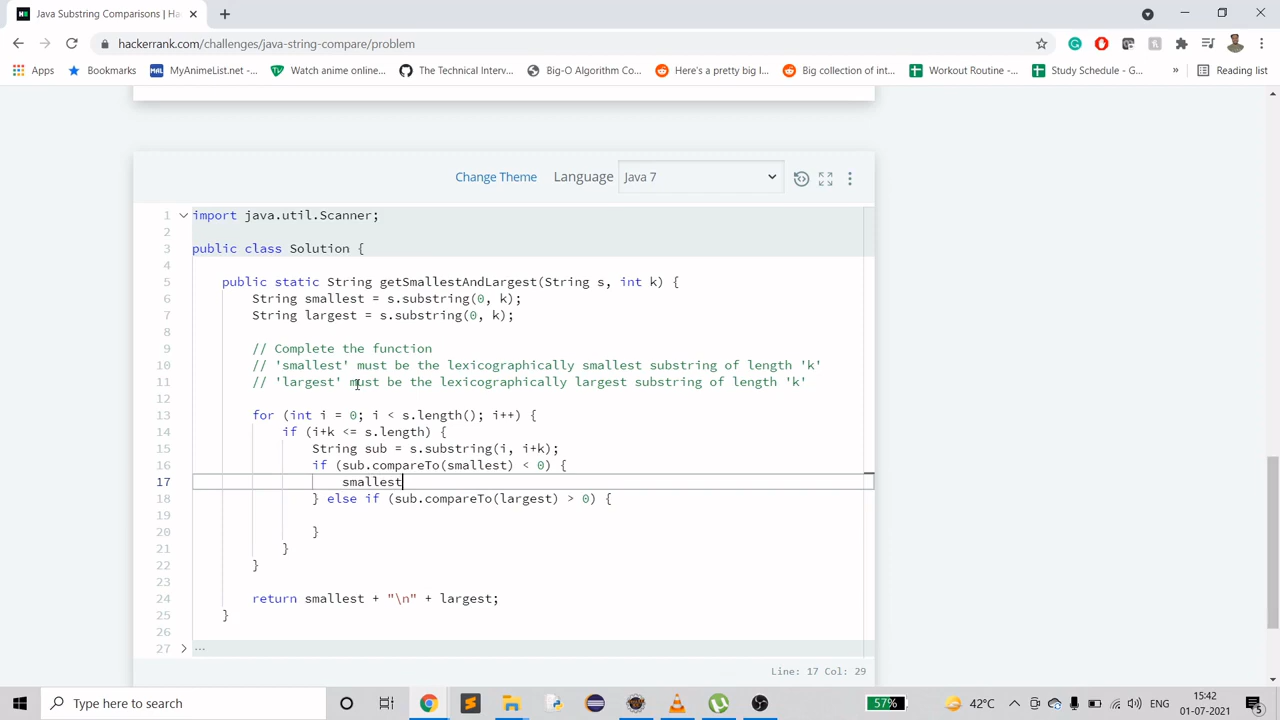 Java Substring Comparisons | Ha
hackerrank.com/challenges/java-string-compare/problem
Apps
Bookmarks
MyAnimeList.net -...
Watch anime online...
The Technical Interv...
Big-O Algorithm Co...
Here's a pretty big l...
Big collection of int...
Workout Routine -...
Study Schedule - G...
»
Reading list
Change Theme
Language
Java 7
1 import java.util.Scanner;
2
3 public class Solution {
4
5 public static String getSmallestAndLargest(String s, int k) {
6 String smallest = s.substring(0, k);
7 String largest = s.substring(0, k);
8
9 // Complete the function
10 // 'smallest' must be the lexicographically smallest substring of length 'k'
11 // 'largest' must be the lexicographically largest substring of length 'k'
12
13 for (int i = 0; i < s.length(); i++) {
14 if (i+k <= s.length) {
15 String sub = s.substring(i, i+k);
16 if (sub.compareTo(smallest) < 0) {
17 smallest
18 } else if (sub.compareTo(largest) > 0) {
19
20 }
21 }
22 }
23
24 return smallest + "\n" + largest;
25 }
26
27 ...
Line: 17 Col: 29
Type here to search
57%
42°C
ENG
15:42
01-07-2021
5